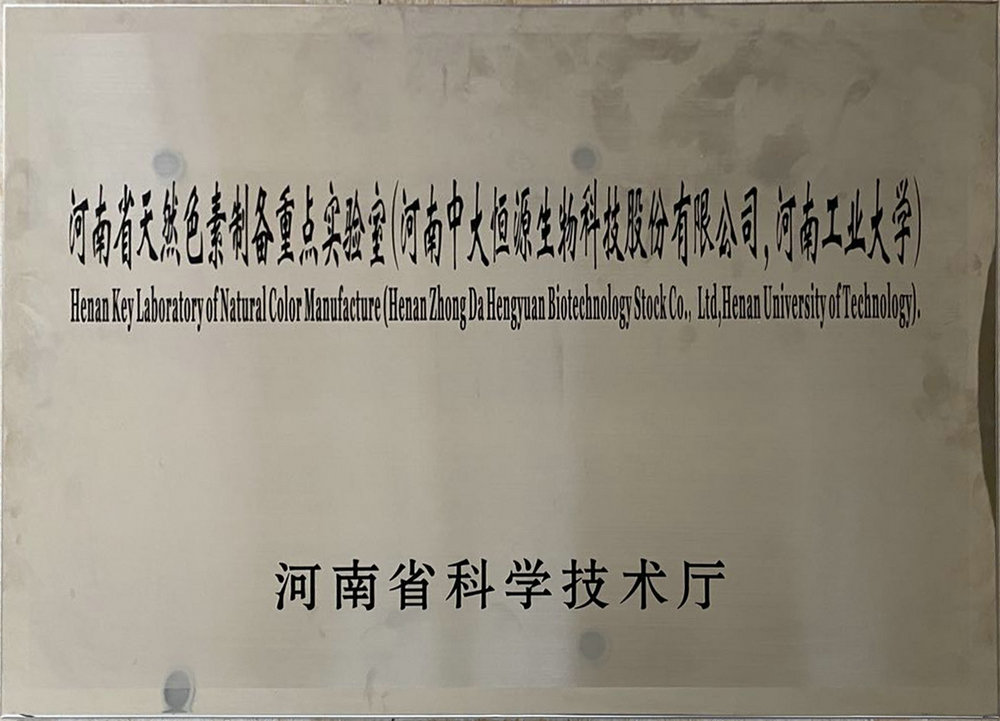 河南省天然色素制备重点实验室(河南中大恒源生物科技股份有限公司,河南工业大学)
Henan Key Laboratory of Natural Color Manufacture (Henan Zhong Da Hengyuan Biotechnology Stock Co., Ltd,Henan University of Technology).
河南省科学技术厅